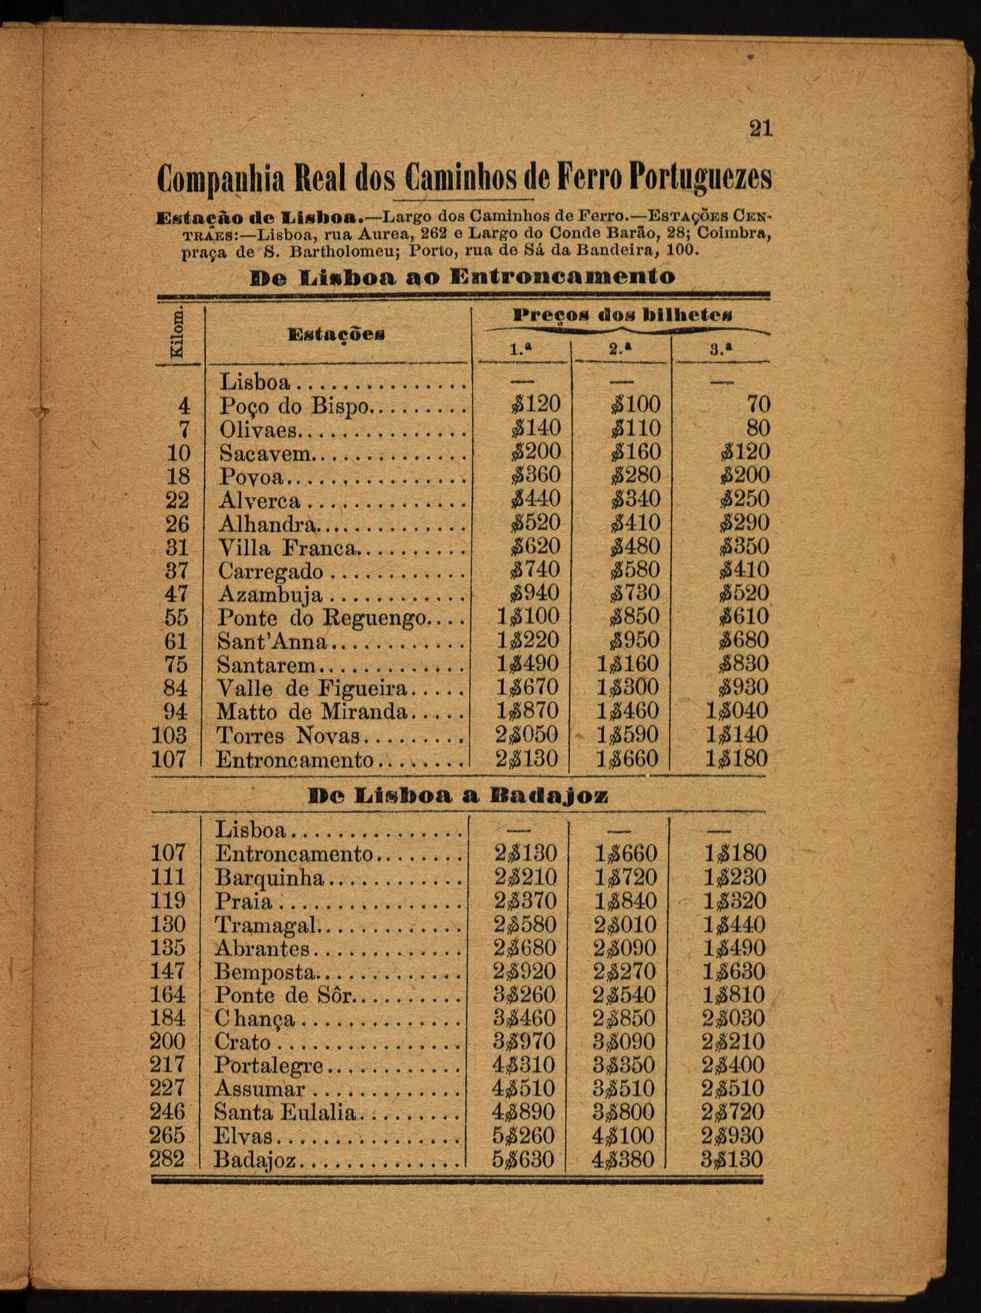 21
Companhia Real dos Caminhos de Ferro Portuguezes
Estação de Lisboa.—Largo dos Caminhos de Ferro.—Estações Cen-
traes:—Lisboa, rua Aurea, 262 e Largo do Conde Barão, 28; Coimbra,
praça de S. Bartholomeu; Porto, rua de Sá da Bandeira, 100.
De Lisboa ao Entroncamento
Kilom. Estações Preços dos bilhetes
1.ª 2.ª 3.ª
Lisboa............... — — —
4 Poço do Bispo......... $120 $100 70
7 Olivaes............... $140 $110 80
10 Sacavem.............. $200 $160 $120
18 Povoa................ $360 $280 $200
22 Alverca.............. $440 $340 $250
26 Alhandra............. $520 $410 $290
31 Villa Franca.......... $620 $480 $350
37 Carregado............ $740 $580 $410
47 Azambuja............ $940 $730 $520
55 Ponte do Reguengo.... 1$100 $850 $610
61 Sant'Anna............ 1$220 $950 $680
75 Santarem............. 1$490 1$160 $830
84 Valle de Figueira..... 1$670 1$300 $930
94 Matto de Miranda..... 1$870 1$460 1$040
103 Torres Novas......... 2$050 1$590 1$140
107 Entroncamento........ 2$130 1$660 1$180
De Lisboa a Badajoz
Lisboa............... — — —
107 Entroncamento........ 2$130 1$660 1$180
111 Barquinha............ 2$210 1$720 1$230
119 Praia................ 2$370 1$840 1$320
130 Tramagal............. 2$580 2$010 1$440
135 Abrantes............. 2$680 2$090 1$490
147 Bemposta............. 2$920 2$270 1$630
164 Ponte de Sôr.......... 3$260 2$540 1$810
184 Chança.............. 3$460 2$850 2$030
200 Crato................ 3$970 3$090 2$210
217 Portalegre............ 4$310 3$350 2$400
227 Assumar............. 4$510 3$510 2$510
246 Santa Eulalia......... 4$890 3$800 2$720
265 Elvas................ 5$260 4$100 2$930
282 Badajoz.............. 5$630 4$380 3$130